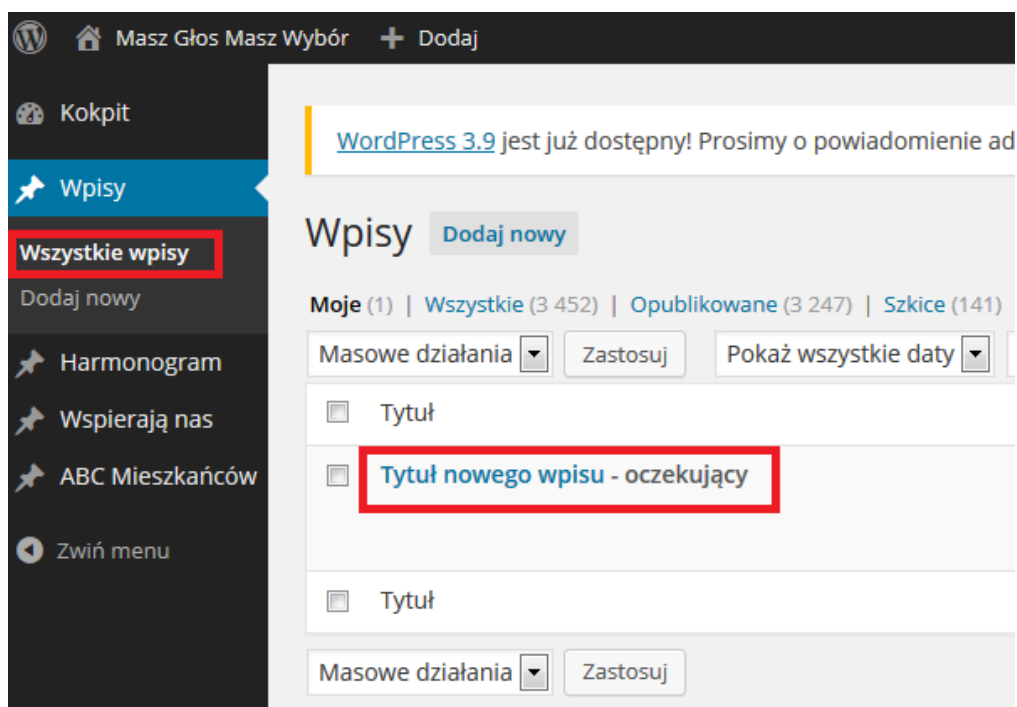 Masz Głos Masz Wybór + Dodaj
Kokpit
WordPress 3.9 jest już dostępny! Prosimy o powiadomienie ad
Wpisy
Wszystkie wpisy
Dodaj nowy
Harmonogram
Wspierają nas
ABC Mieszkańców
Zwiń menu
Wpisy Dodaj nowy
Moje (1) | Wszystkie (3 452) | Opublikowane (3 247) | Szkice (141)
Masowe działania Zastosuj Pokaż wszystkie daty
Tytuł
Tytuł nowego wpisu - oczekujący
Tytuł
Masowe działania Zastosuj